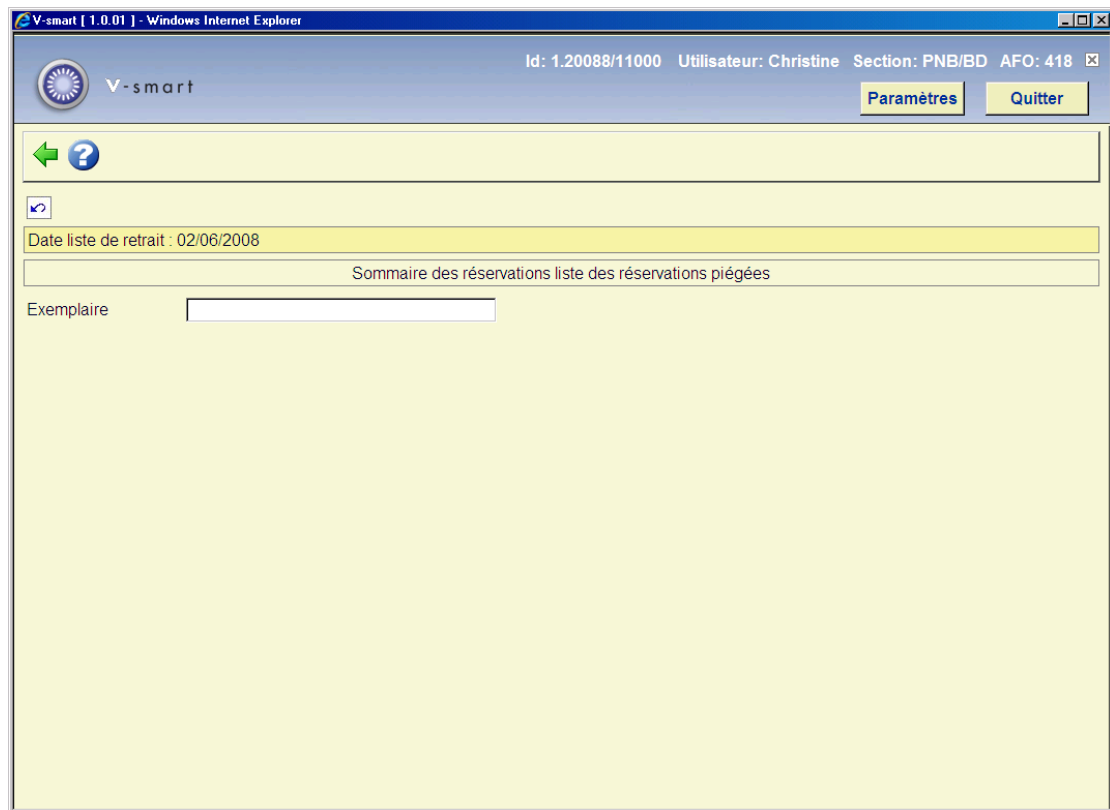 V-smart [ 1.0.01 ] - Windows Internet Explorer
Id: 1.20088/11000 Utilisateur: Christine Section: PNB/BD AFO: 418
V-smart
Paramètres Quitter
Date liste de retrait : 02/06/2008
Sommaire des réservations liste des réservations piégées
Exemplaire